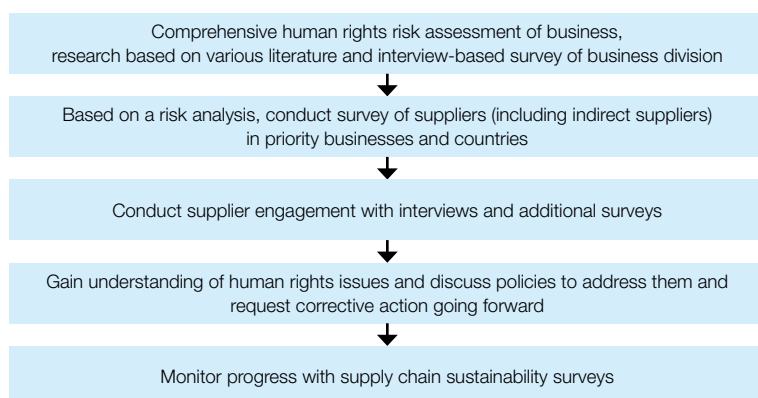 Comprehensive human rights risk assessment of business,
research based on various literature and interview-based survey of business division
Based on a risk analysis, conduct survey of suppliers (including indirect suppliers)
in priority businesses and countries
Conduct supplier engagement with interviews and additional surveys
Gain understanding of human rights issues and discuss policies to address them and
request corrective action going forward
Monitor progress with supply chain sustainability surveys